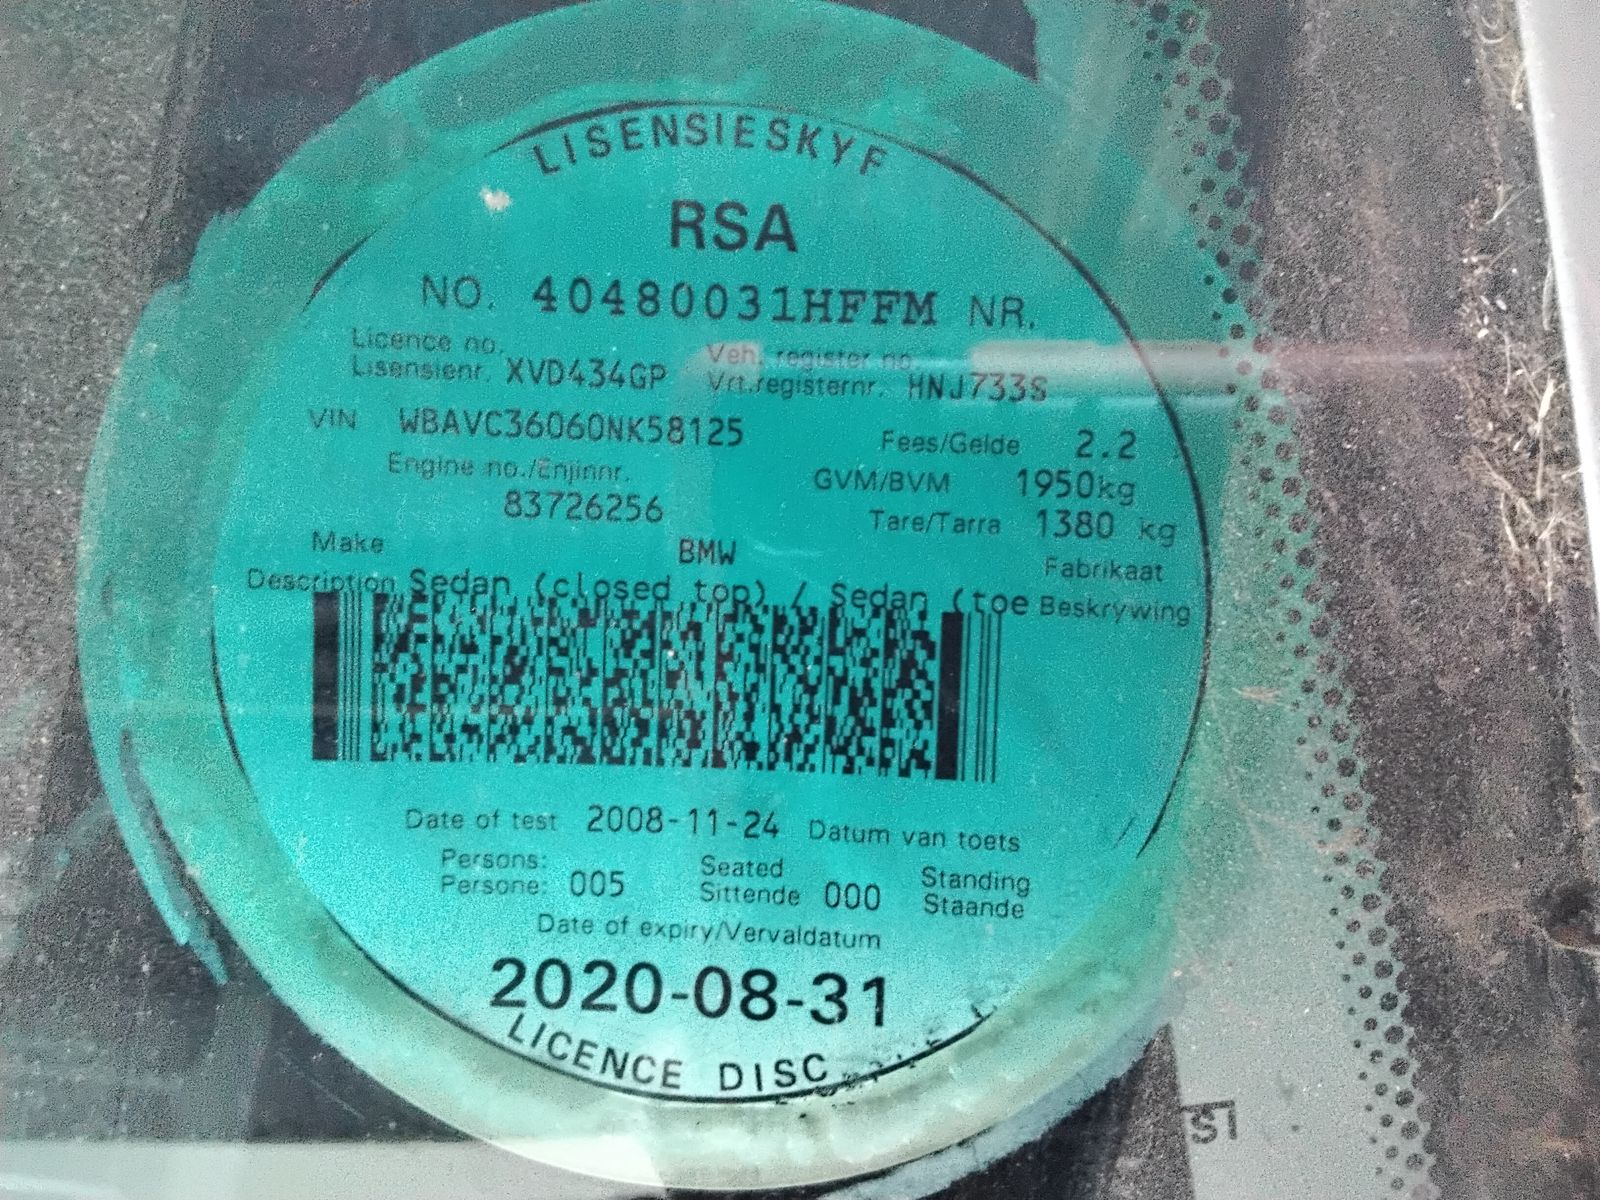 LISENSIESKYF
RSA
NO. 40480031HFFM NR.
Licence no. Veh. register no.
Lisensienr. XVD434GP Vrt.registernr. HNJ733S
VIN WBAVC36060NK58125 Fees/Gelde 2.2
Engine no./Enjinnr. GVM/BVM 1950kg
83726256 Tare/Tarra 1380 kg
Make BMW Fabrikaat
Description Sedan (closed top) / Sedan (toe Beskrywing
Date of test 2008-11-24 Datum van toets
Persons: Seated Standing
Persone: 005 Sittende 000 Staande
Date of expiry/Vervaldatum
2020-08-31
LICENCE DISC